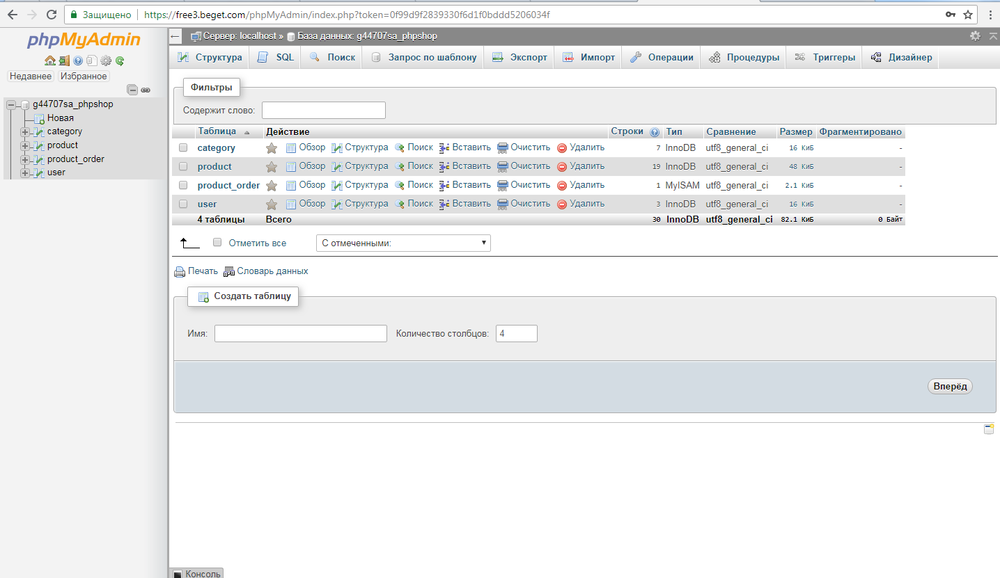 Защищено https://free3.beget.com/phpMyAdmin/index.php?token=0f99d9f2839330f6d1f0bddd5206034f
phpMyAdmin
Недавнее Избранное
g44707sa_phpshop
Новая
category
product
product_order
user
Сервер: localhost » База данных: g44707sa_phpshop
Структура SQL Поиск Запрос по шаблону Экспорт Импорт Операции Процедуры Триггеры Дизайнер
Фильтры
Содержит слово:
Таблица Действие Строки Тип Сравнение Размер Фрагментировано
category Обзор Структура Поиск Вставить Очистить Удалить 7 InnoDB utf8_general_ci 16 КиБ -
product Обзор Структура Поиск Вставить Очистить Удалить 19 InnoDB utf8_general_ci 48 КиБ -
product_order Обзор Структура Поиск Вставить Очистить Удалить 1 MyISAM utf8_general_ci 2.1 КиБ -
user Обзор Структура Поиск Вставить Очистить Удалить 3 InnoDB utf8_general_ci 16 КиБ -
4 таблицы Всего 30 InnoDB utf8_general_ci 82.1 КиБ 0 Байт
Отметить все С отмеченными:
Печать Словарь данных
Создать таблицу
Имя: Количество столбцов: 4
Вперёд
Консоль